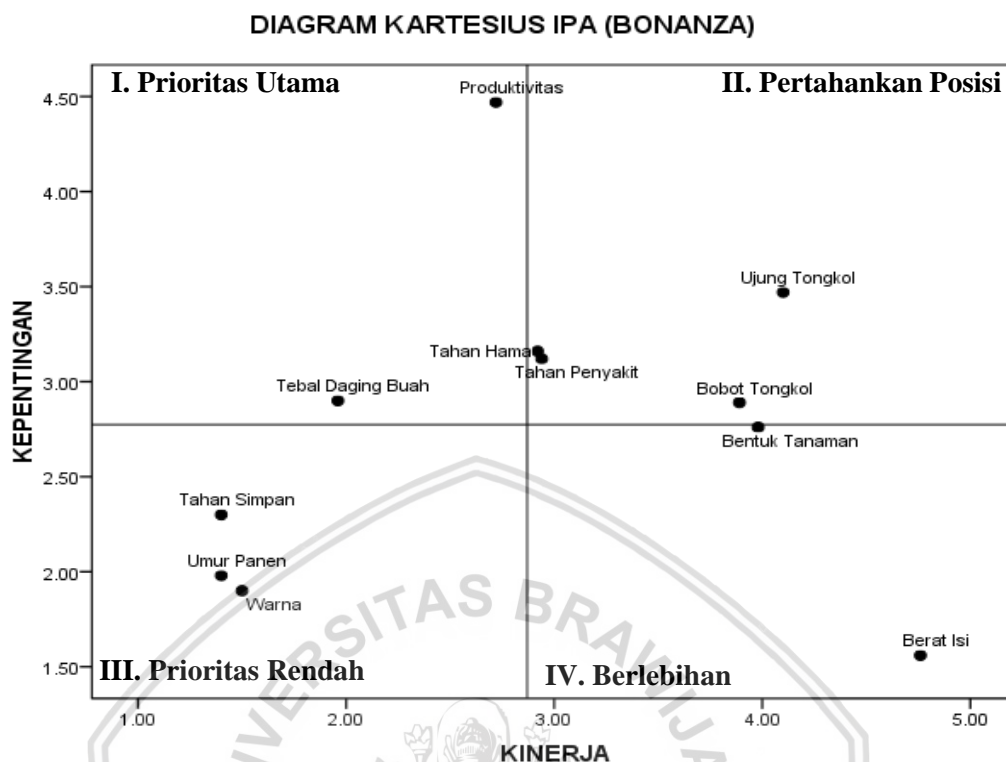 DIAGRAM KARTESIUS IPA (BONANZA)
I. Prioritas Utama
II. Pertahankan Posisi
Produktivitas
4.50
4.00
3.50
3.00
2.50
2.00
1.50
KEPENTINGAN
Ujung Tongkol
Tahan Hama
Tahan Penyakit
Tebal Daging Buah
Bobot Tongkol
Bentuk Tanaman
Tahan Simpan
Umur Panen
Warna
Berat Isi
III. Prioritas Rendah
IV. Berlebihan
1.00
2.00
3.00
4.00
5.00
KINERJA
VERSITAS BRAWIJA